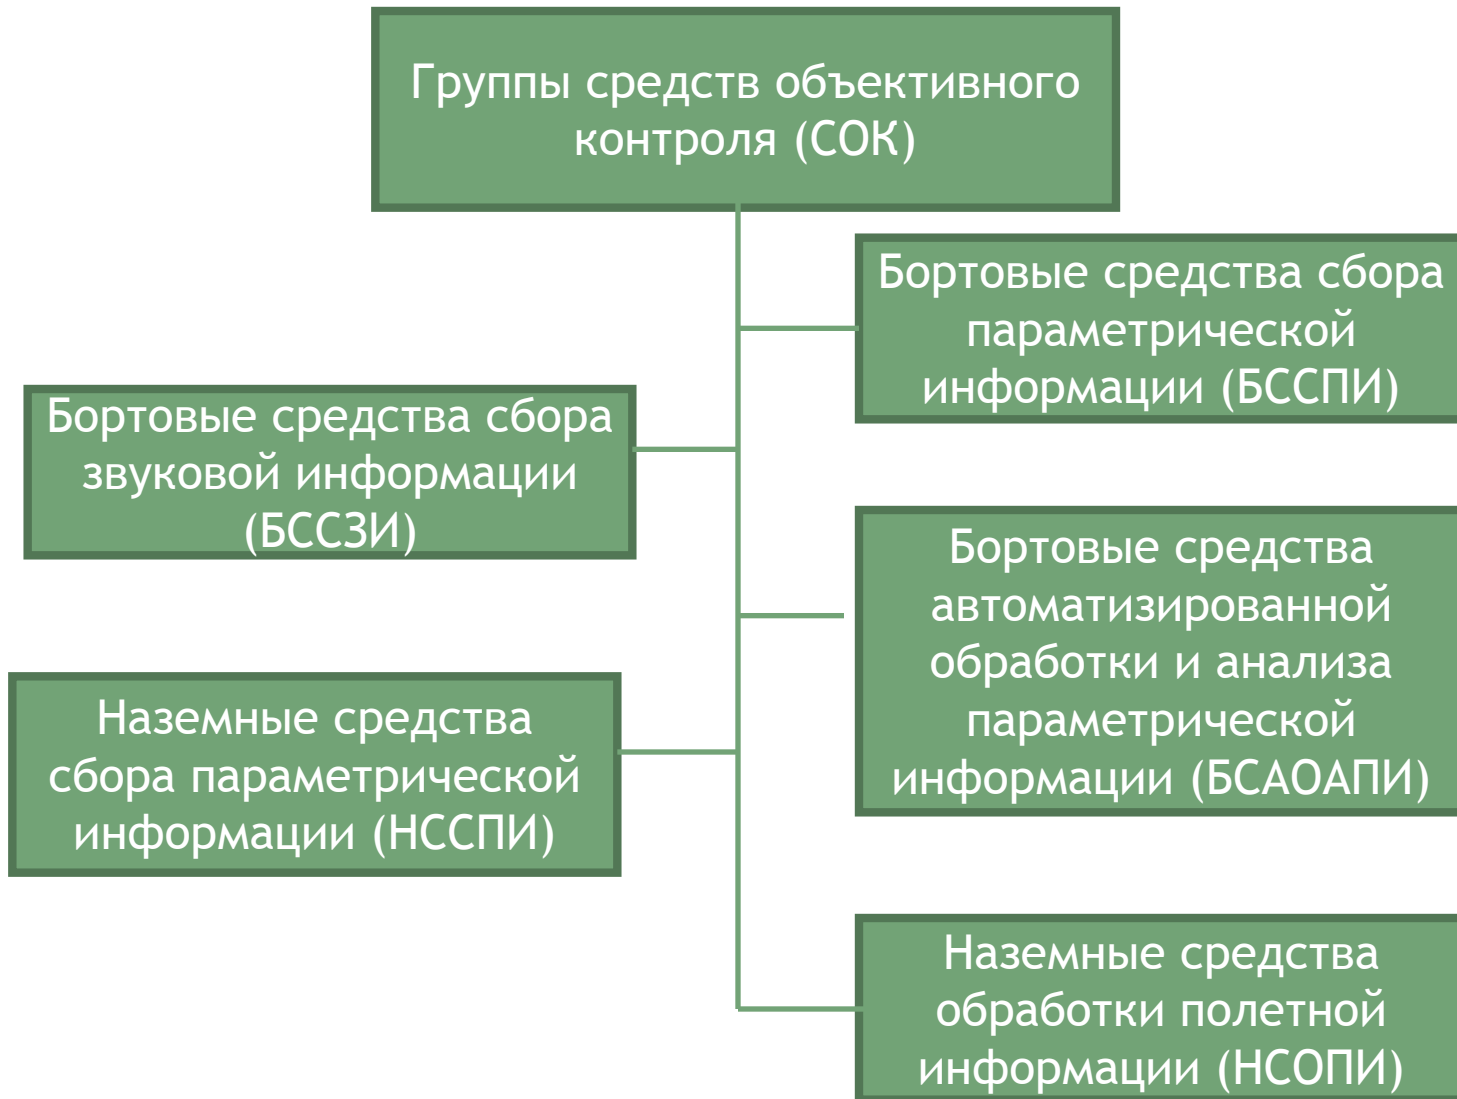 Группы средств объективного
контроля (СОК)
Бортовые средства сбора
параметрической
информации (БССПИ)
Бортовые средства сбора
звуковой информации
(БССЗИ)
Бортовые средства
автоматизированной
обработки и анализа
параметрической
информации (БСАОАПИ)
Наземные средства
сбора параметрической
информации (НССПИ)
Наземные средства
обработки полетной
информации (НСОПИ)